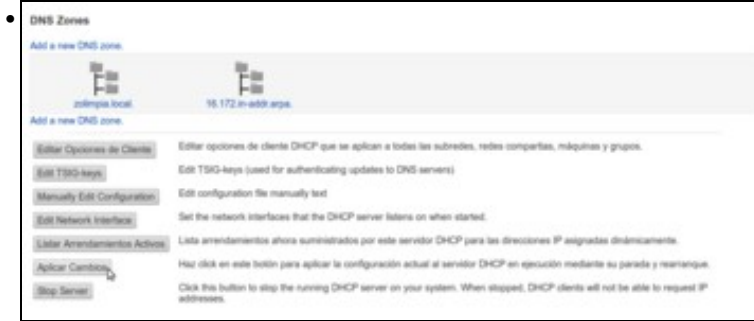 DNS Zones
Add a new DNS zone.
zolimpia.local. 16.172.in-addr.arpa.
Add a new DNS zone.
Editar Opciones de Cliente Editar opciones de cliente DHCP que se aplican a todas las subredes, redes compartias, máquinas y grupos.
Edit TSIG-keys Edit TSIG-keys (used for authenticating updates to DNS servers)
Manually Edit Configuration Edit configuration file manually text
Edit Network Interface Set the network interfaces that the DHCP server listens on when started.
Listar Arrendamientos Activos Lista arrendamientos ahora suministrados por este servidor DHCP para las direcciones IP asignadas dinámicamente.
Aplicar Cambios Haz click en este botón para aplicar la configuración actual al servidor DHCP en ejecución mediante su parada y rearranque.
Stop Server Click this button to stop the running DHCP server on your system. When stopped, DHCP clients will not be able to request IP
addresses.